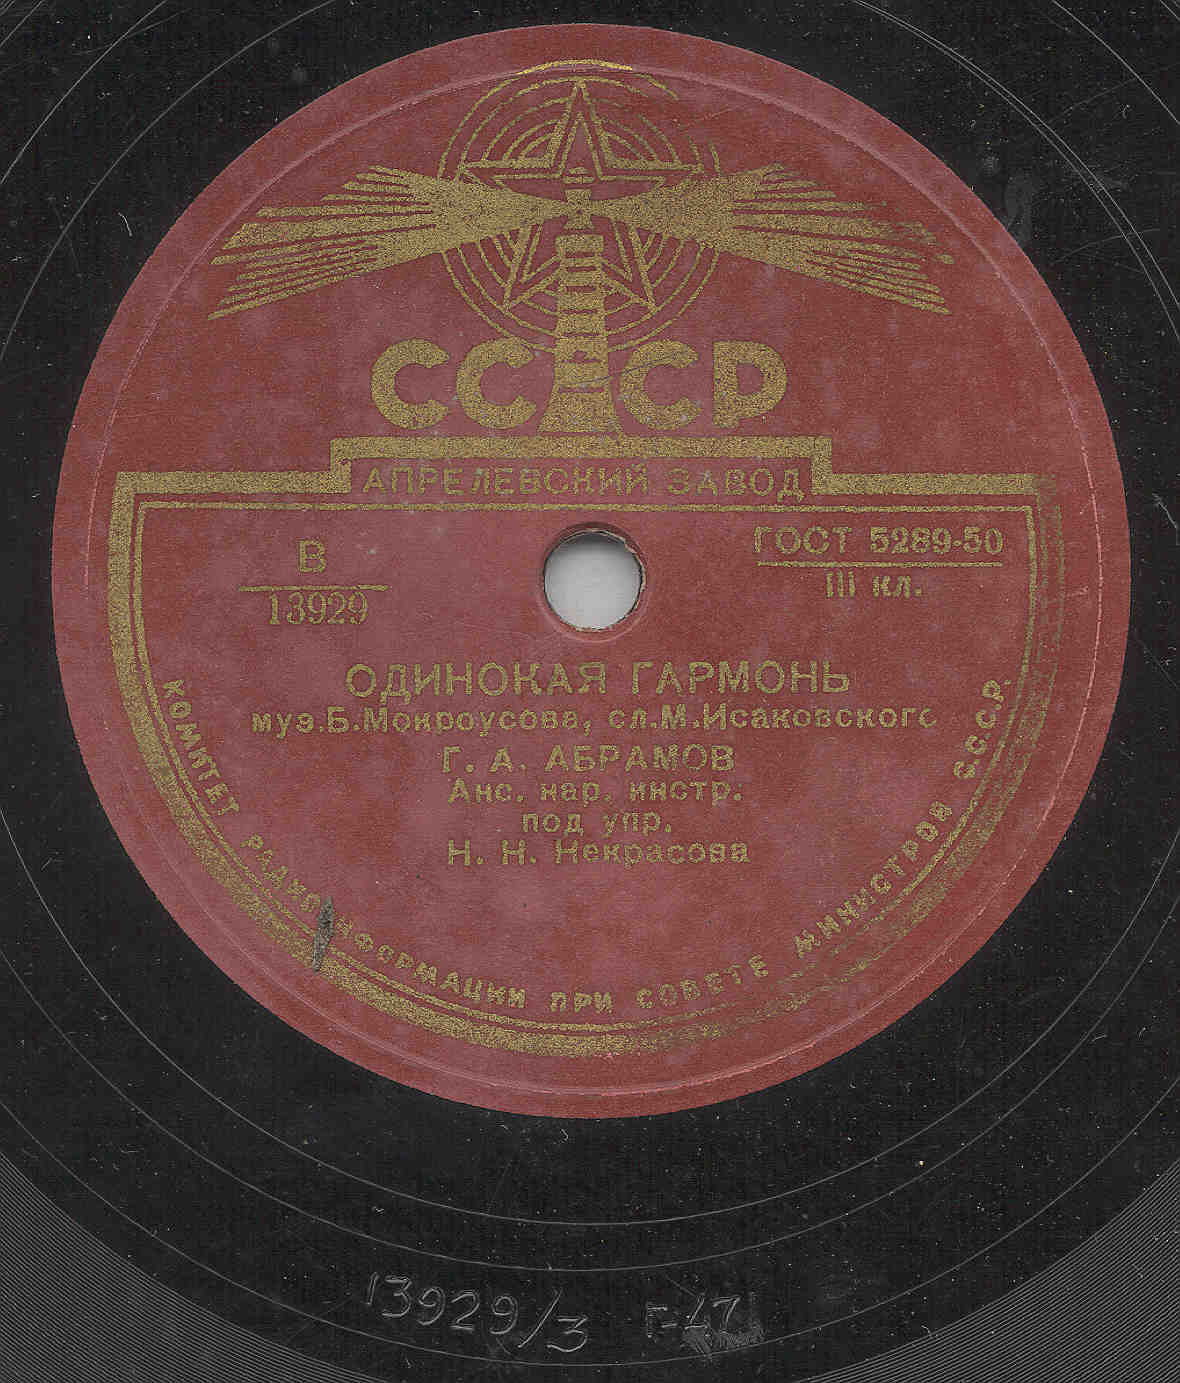 СССР
АПРЕЛЕВСКИЙ ЗАВОД
В
13929
ГОСТ 5289-50
III кл.
ОДИНОКАЯ ГАРМОНЬ
муз.Б.Мокроусова, сл.М.Исаковского
Г. А. АБРАМОВ
Анс. нар. инстр.
под упр.
Н. Н. Некрасова
КОМИТЕТ РАДИОИНФОРМАЦИИ ПРИ СОВЕТЕ МИНИСТРОВ С.С.С.Р.
13929/3